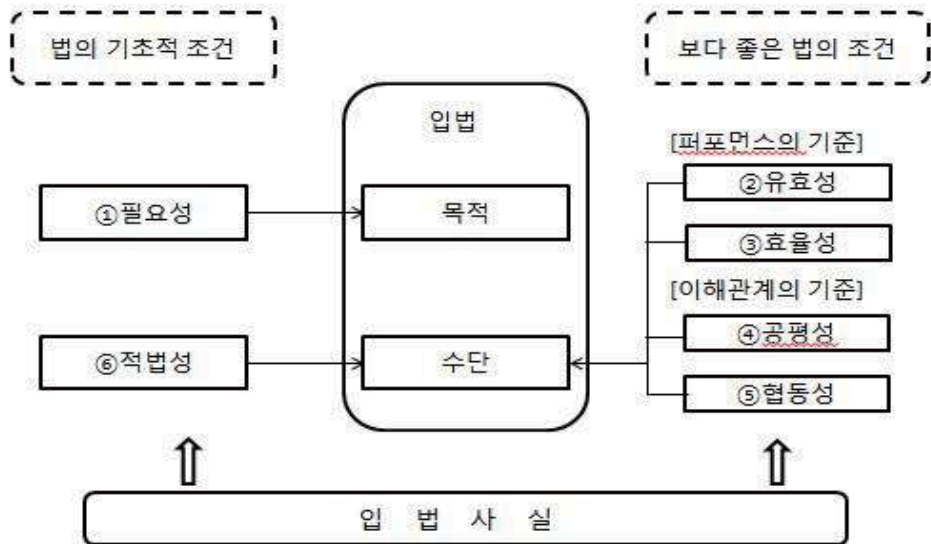 법의 기초적 조건
보다 좋은 법의 조건
입법
[퍼포먼스의 기준]
①필요성
목적
②유효성
③효율성
[이해관계의 기준]
④공평성
⑥적법성
수단
⑤협동성
입 법 사 실